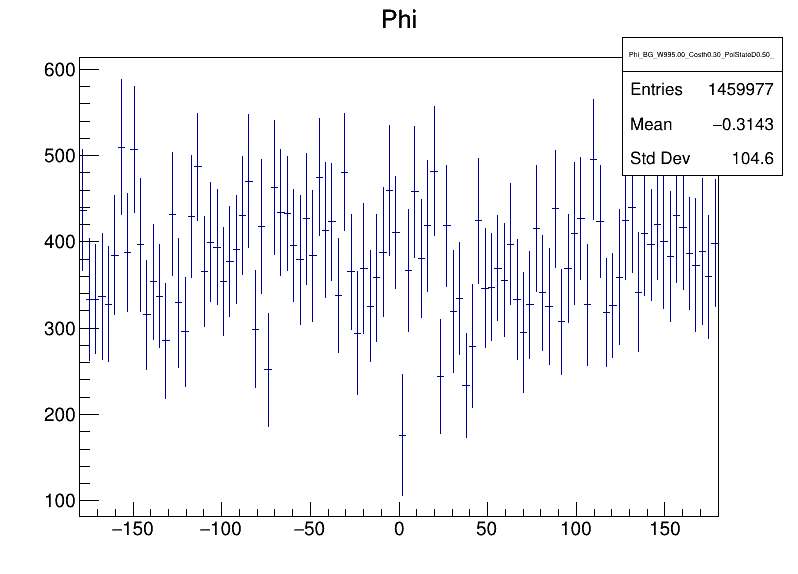 Phi
Phi_BG_W995.00_Costh0.30_PolStateD0.50_
Entries 1459977
Mean −0.3143
Std Dev 104.6
600
500
400
300
200
100
−150 −100 −50 0 50 100 150